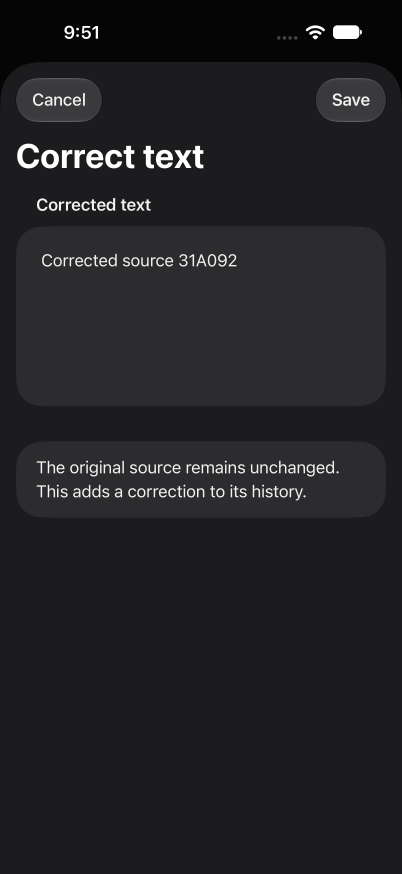 9:51
Cancel
Save
Correct text
Corrected text
Corrected source 31A092
The original source remains unchanged.
This adds a correction to its history.